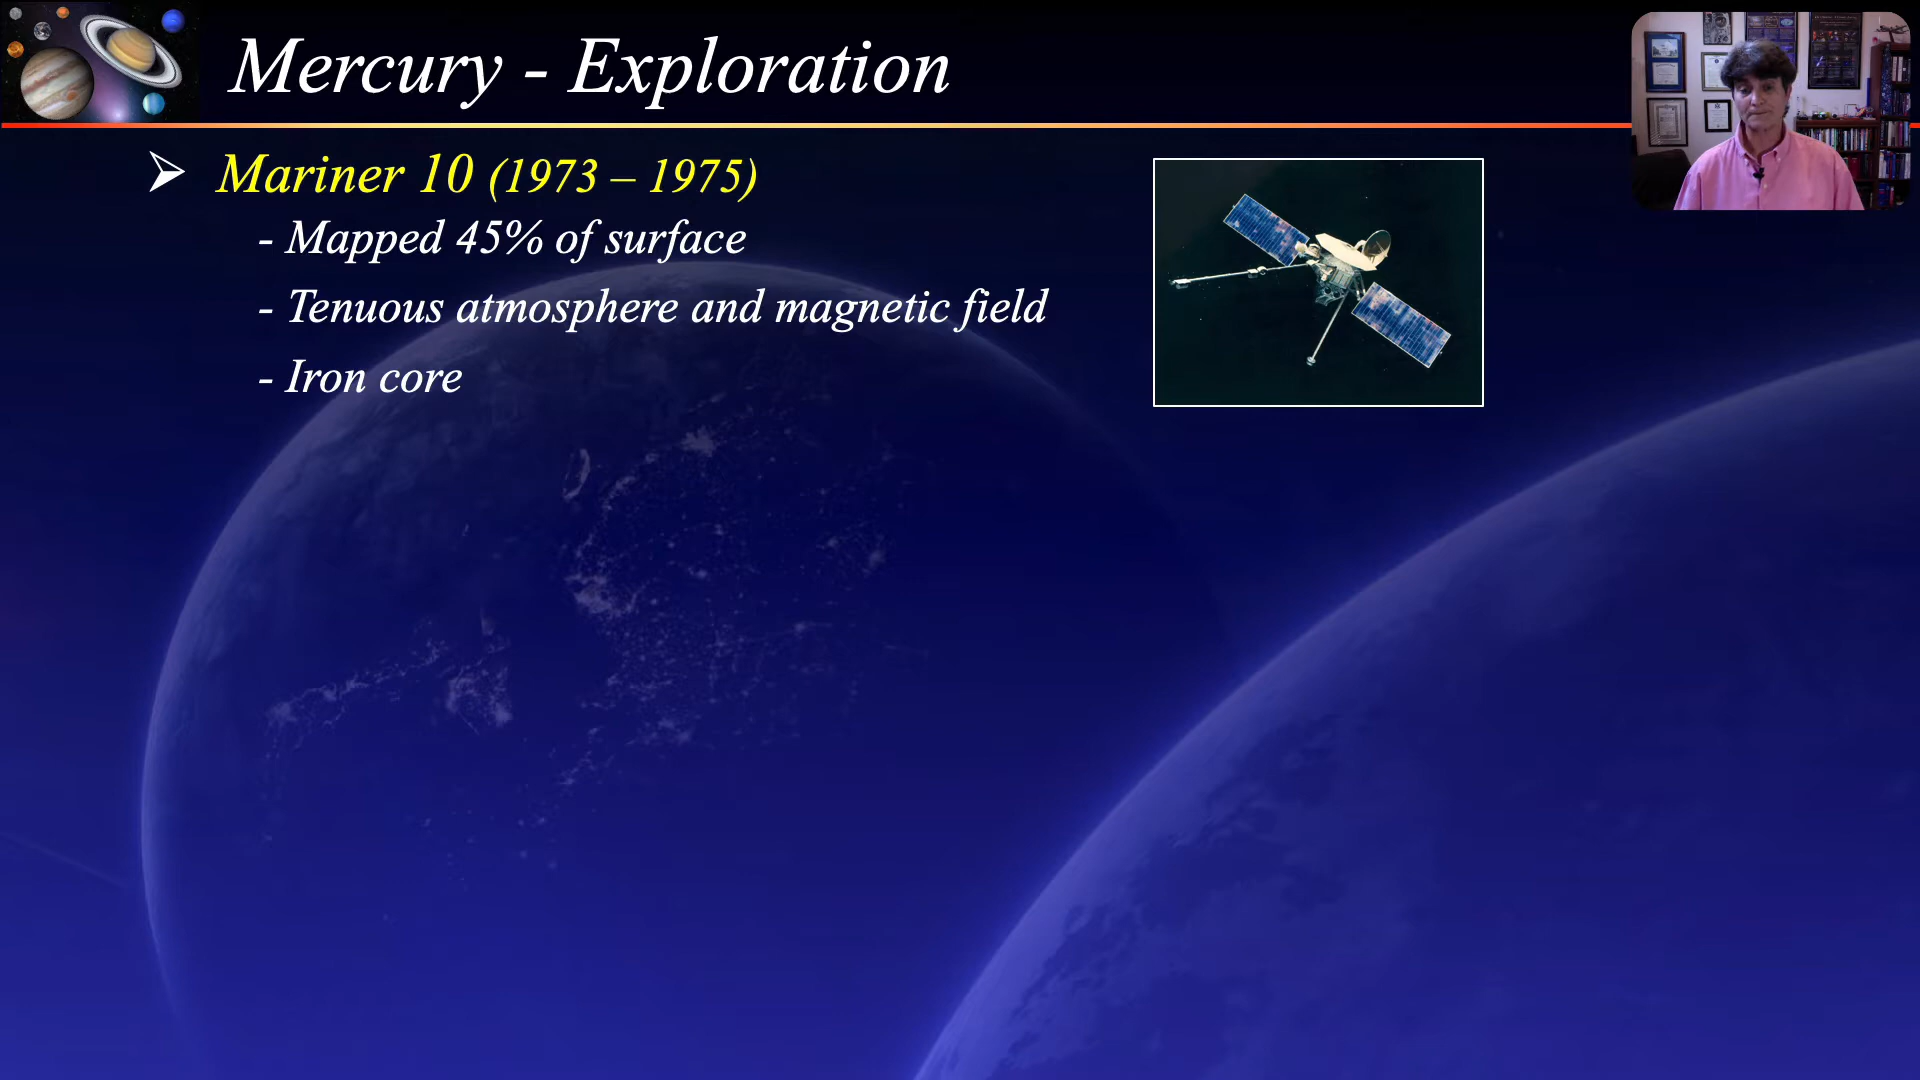 Mercury - Exploration
➢ Mariner 10 (1973 – 1975)
- Mapped 45% of surface
- Tenuous atmosphere and magnetic field
- Iron core